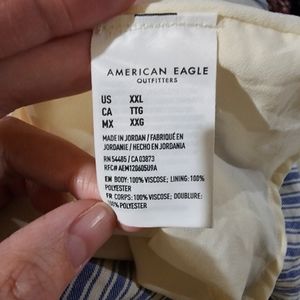 AMERICAN EAGLE
OUTFITTERS
US XXL
CA TTG
MX XXG
MADE IN JORDAN / FABRIQUÉ EN
JORDANIE / HECHO EN JORDANIA
RN 54485 / CA 03873
RFC# AEM120605U9A
EN BODY: 100% VISCOSE; LINING: 100%
POLYESTER
FR CORPS: 100% VISCOSE; DOUBLURE:
POLYESTER